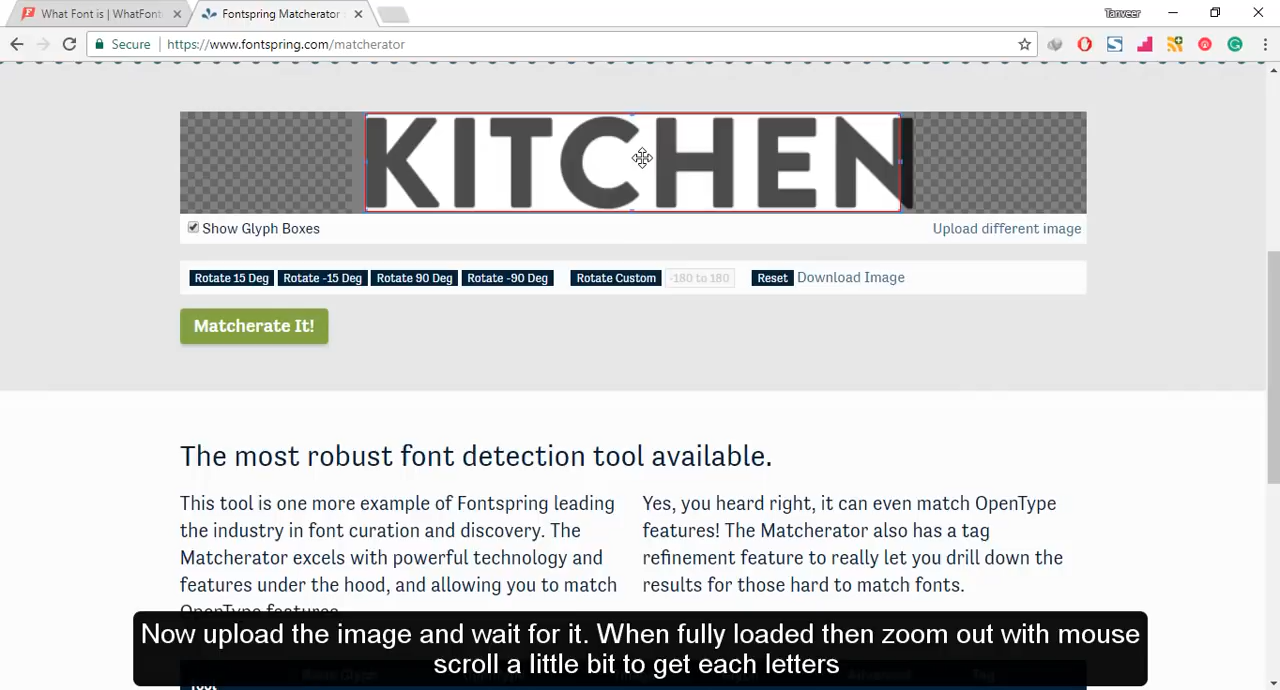 What Font is | WhatFont
Fontspring Matcherator
Tanveer
Secure
https://www.fontspring.com/matcherator
KITCHEN
Show Glyph Boxes
Upload different image
Rotate 15 Deg
Rotate -15 Deg
Rotate 90 Deg
Rotate -90 Deg
Rotate Custom
-180 to 180
Reset
Download Image
Matcherate It!
The most robust font detection tool available.
This tool is one more example of Fontspring leading
the industry in font curation and discovery. The
Matcherator excels with powerful technology and
features under the hood, and allowing you to match
OpenType features.
Yes, you heard right, it can even match OpenType
features! The Matcherator also has a tag
refinement feature to really let you drill down the
results for those hard to match fonts.
Now upload the image and wait for it. When fully loaded then zoom out with mouse
scroll a little bit to get each letters